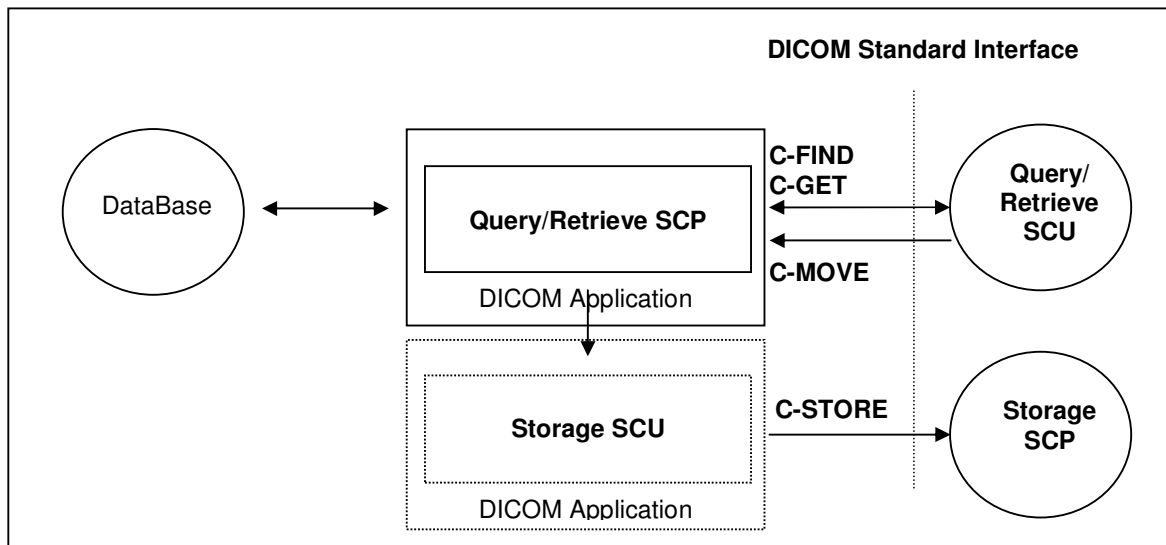 DICOM Standard Interface
DataBase
Query/Retrieve SCP
DICOM Application
C-FIND
C-GET
C-MOVE
Query/
Retrieve
SCU
Storage SCU
DICOM Application
C-STORE
Storage
SCP